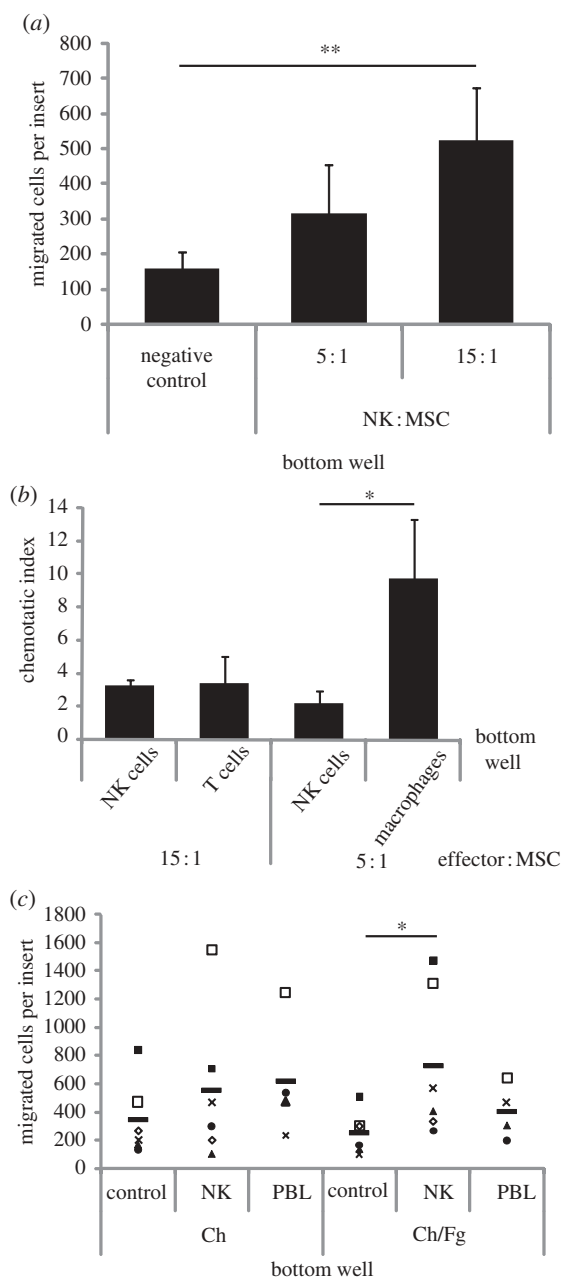 (a)
800
700
600
500
400
300
200
100
0
migrated cells per insert
**
negative
control
5 : 1
15 : 1
NK : MSC
bottom well
(b)
14
12
10
8
6
4
2
0
chemotatic index
*
NK cells
T cells
NK cells
macrophages
bottom
well
15 : 1
5 : 1
effector : MSC
(c)
1800
1600
1400
1200
1000
800
600
400
200
0
migrated cells per insert
*
control
NK
PBL
control
NK
PBL
Ch
Ch/Fg
bottom well